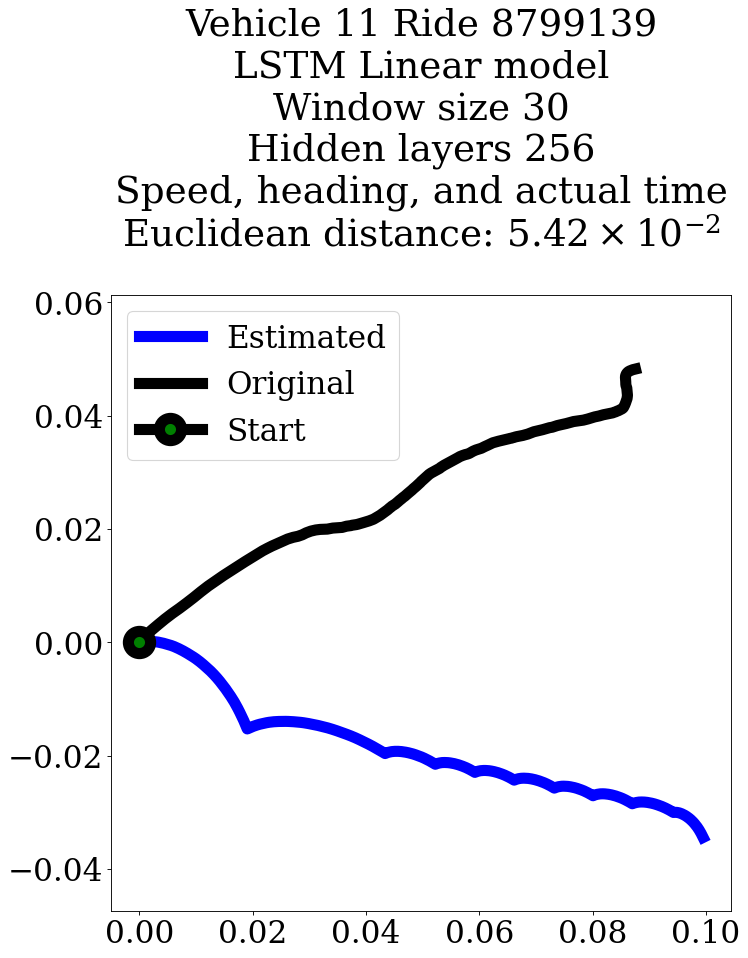 Vehicle 11 Ride 8799139
LSTM Linear model
Window size 30
Hidden layers 256
Speed, heading, and actual time
Euclidean distance: 5.42 × 10⁻²
0.06
0.04
0.02
0.00
−0.02
−0.04
Estimated
Original
Start
0.00 0.02 0.04 0.06 0.08 0.10